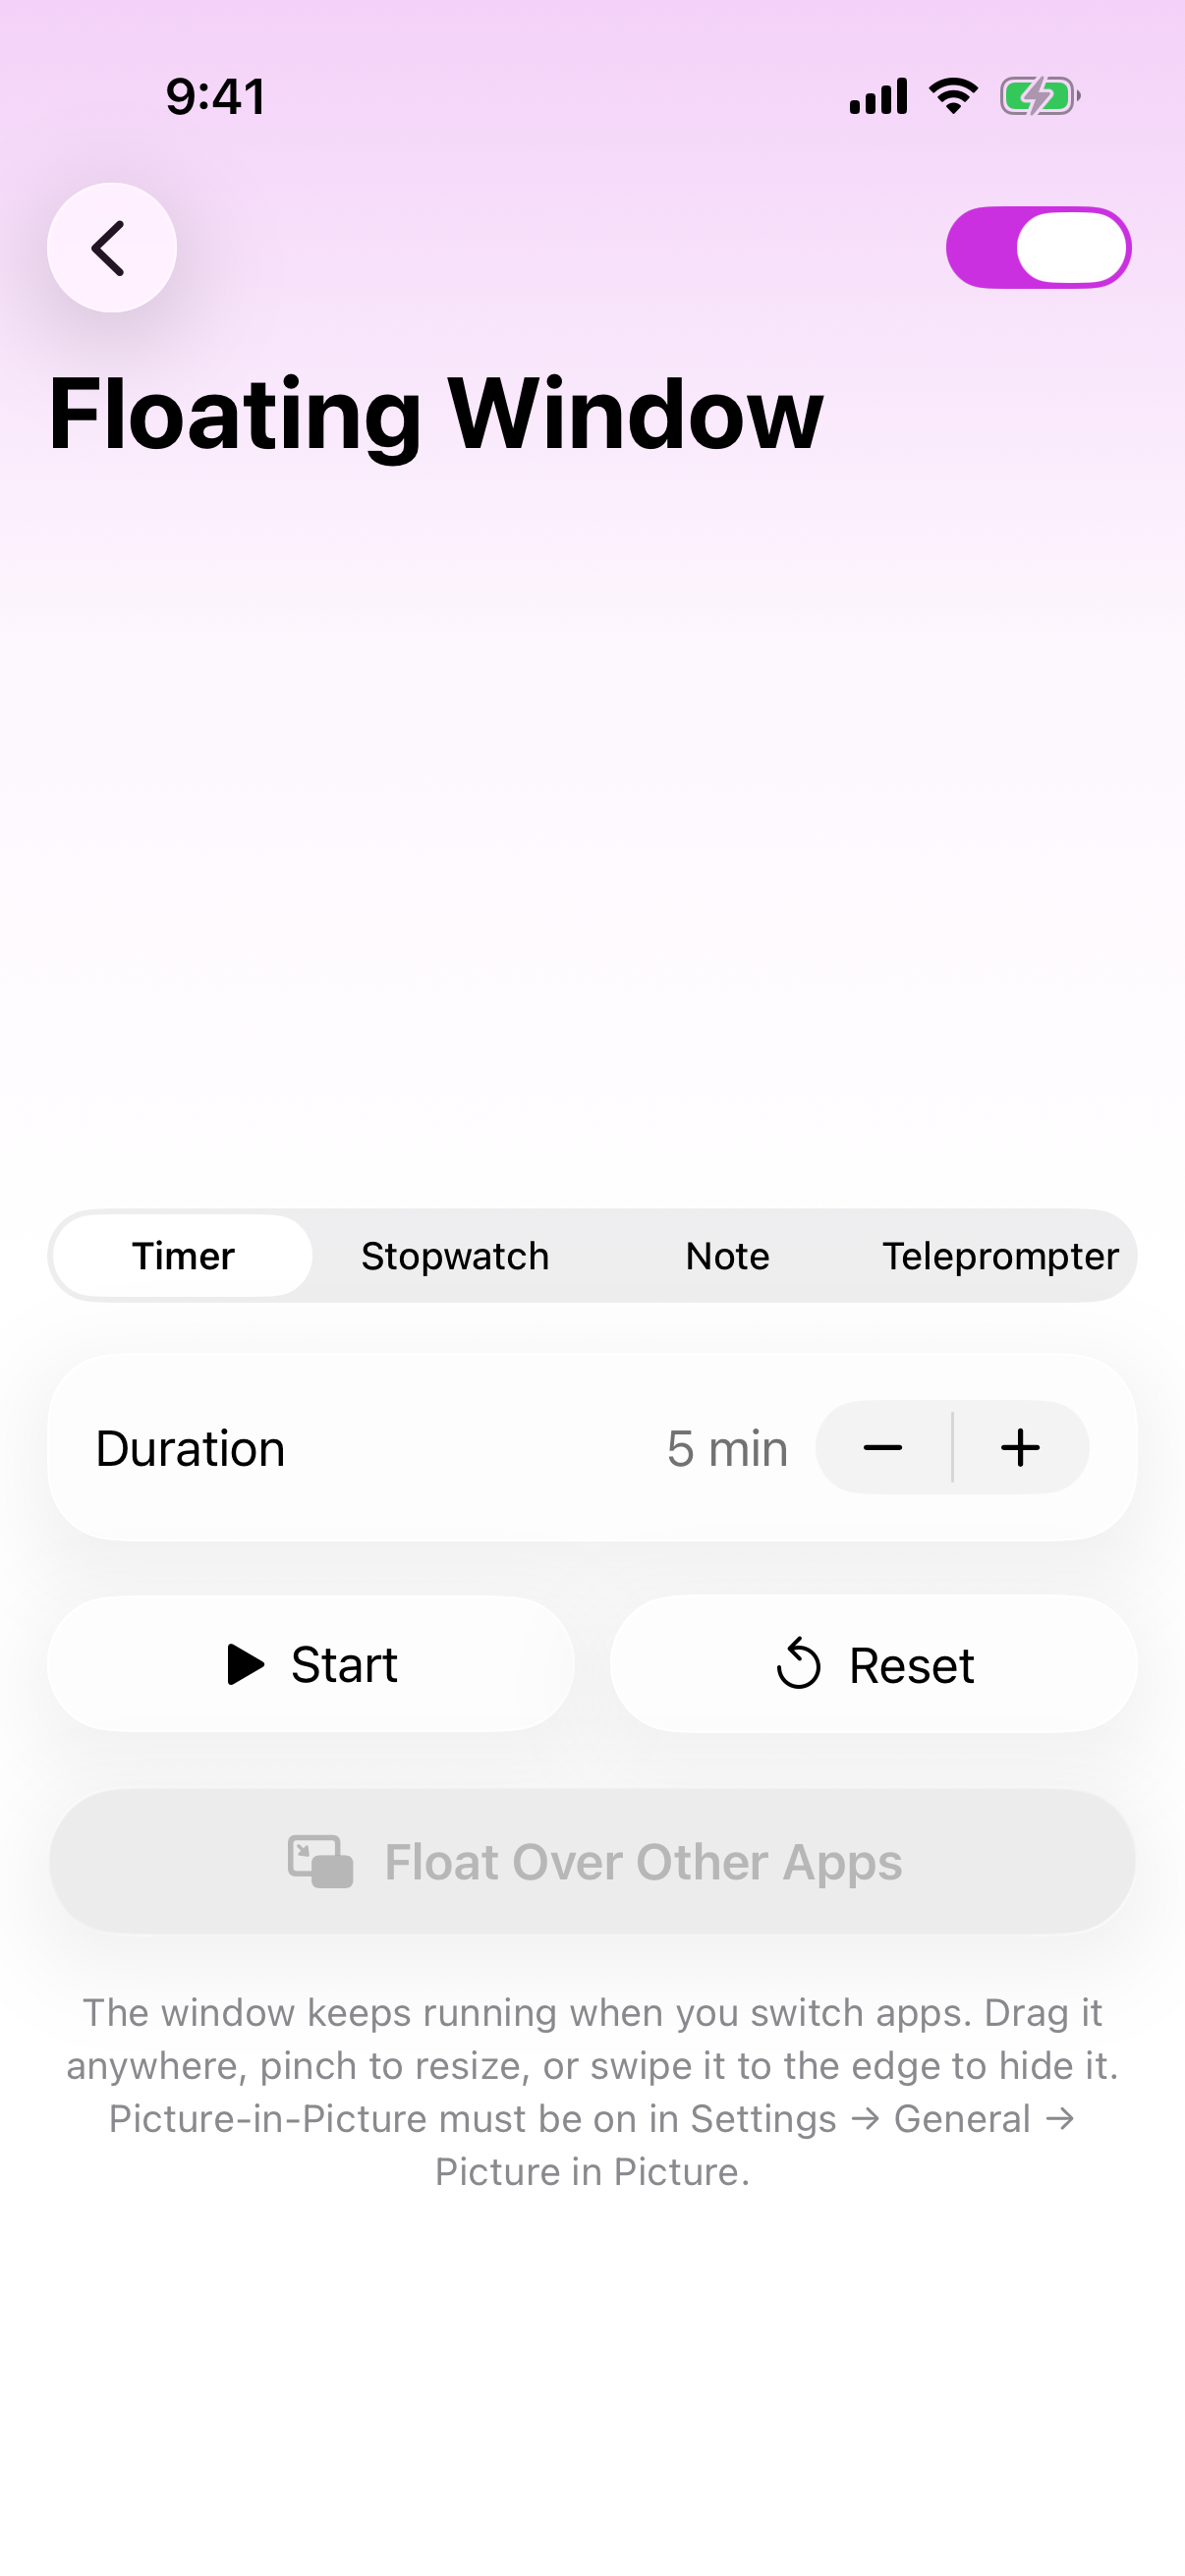 9:41
Floating Window
Timer Stopwatch Note Teleprompter
Duration 5 min
Start Reset
Float Over Other Apps
The window keeps running when you switch apps. Drag it
anywhere, pinch to resize, or swipe it to the edge to hide it.
Picture-in-Picture must be on in Settings → General →
Picture in Picture.